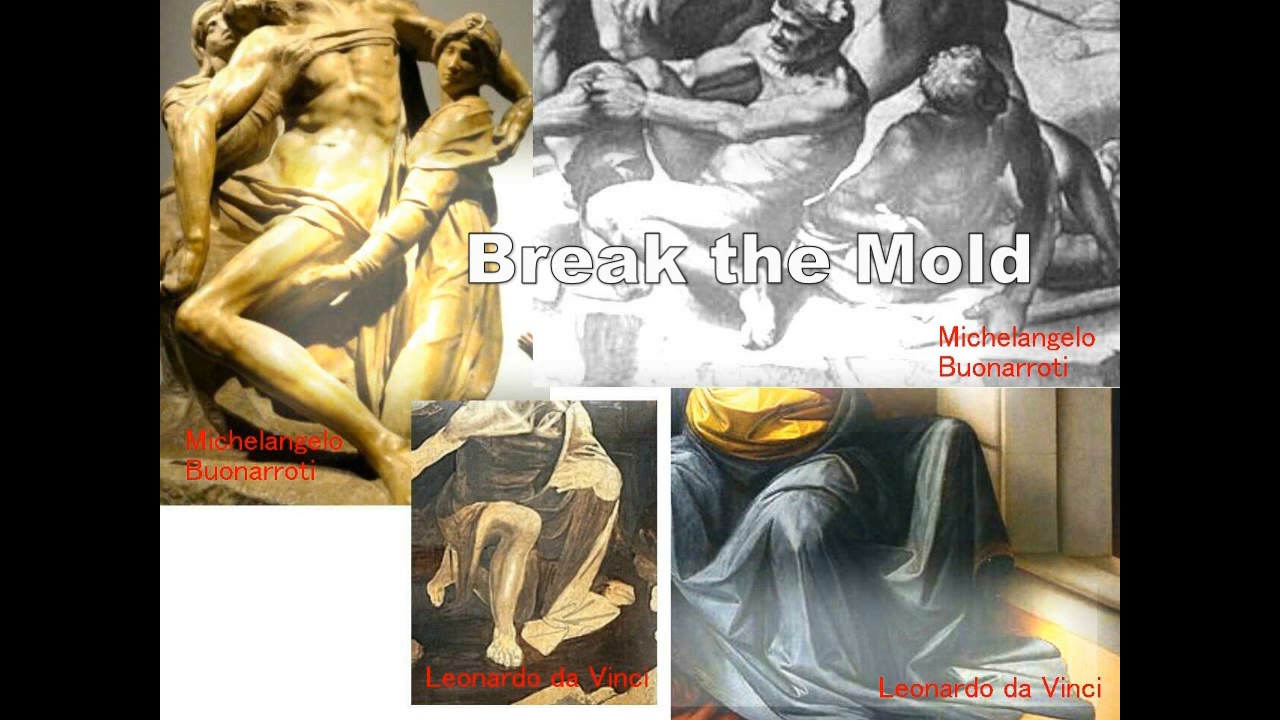 Break the Mold
Michelangelo
Buonarroti
Michelangelo
Buonarroti
Leonardo da Vinci
Leonardo da Vinci